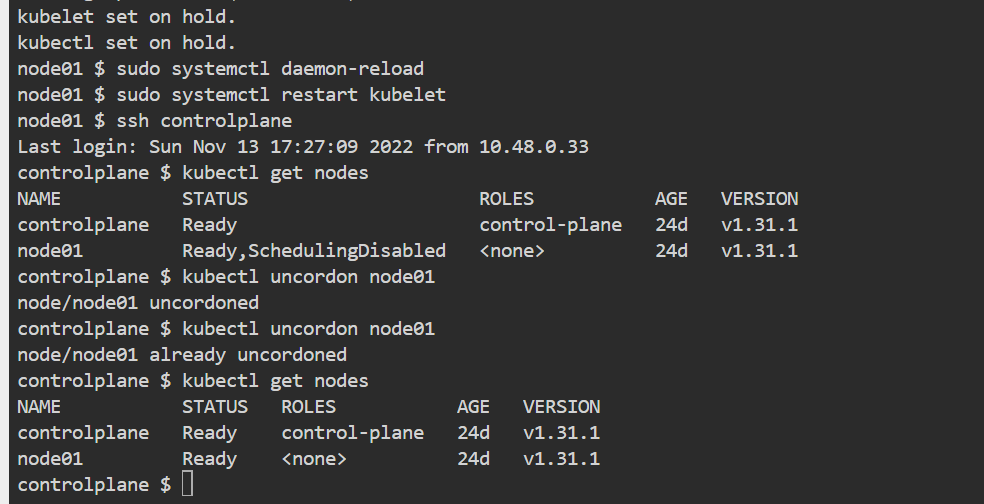 kubelet set on hold.
kubectl set on hold.
node01 $ sudo systemctl daemon-reload
node01 $ sudo systemctl restart kubelet
node01 $ ssh controlplane
Last login: Sun Nov 13 17:27:09 2022 from 10.48.0.33
controlplane $ kubectl get nodes
NAME           STATUS                     ROLES           AGE   VERSION
controlplane   Ready                      control-plane   24d   v1.31.1
node01         Ready,SchedulingDisabled   <none>          24d   v1.31.1
controlplane $ kubectl uncordon node01
node/node01 uncordoned
controlplane $ kubectl uncordon node01
node/node01 already uncordoned
controlplane $ kubectl get nodes
NAME           STATUS   ROLES           AGE   VERSION
controlplane   Ready    control-plane   24d   v1.31.1
node01         Ready    <none>          24d   v1.31.1
controlplane $